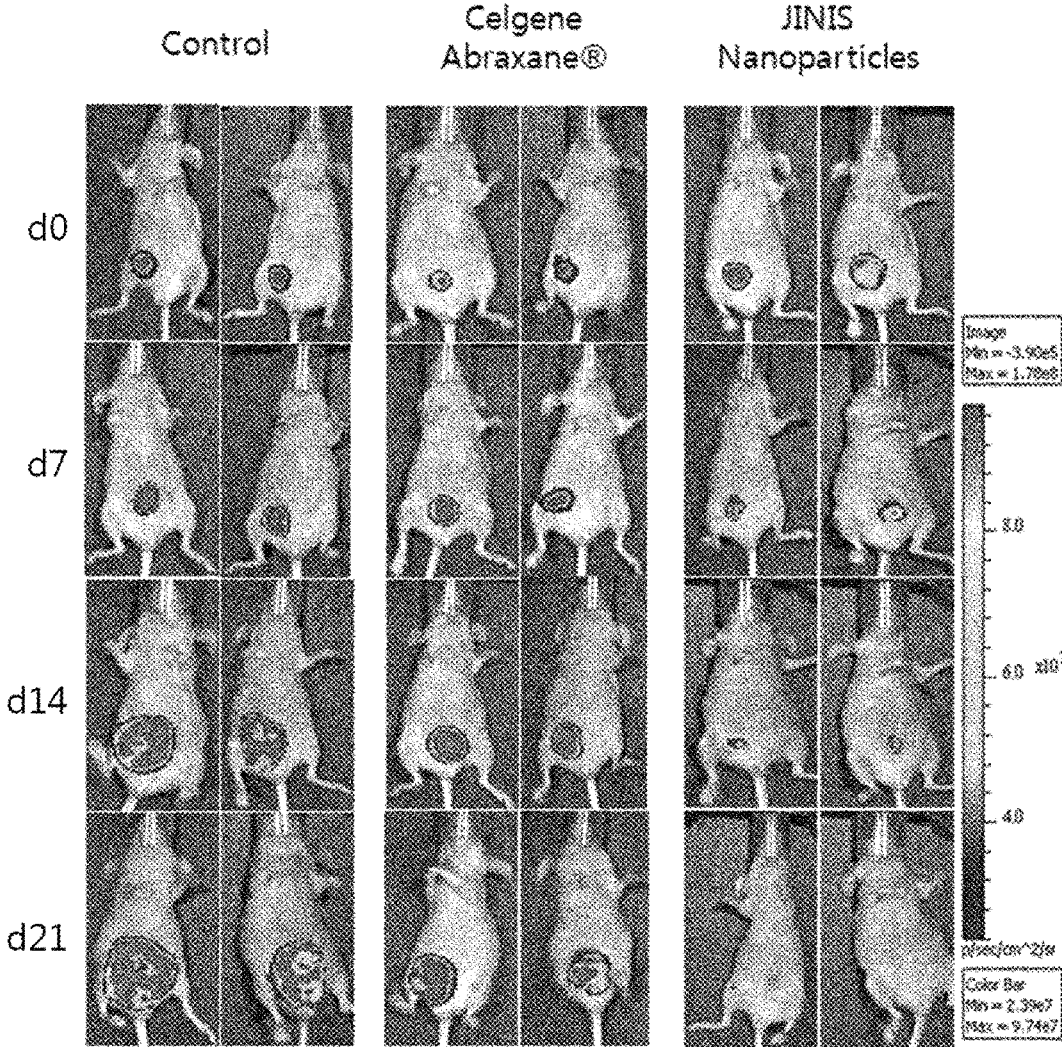 Control
Celgene
Abraxane®
JINIS
Nanoparticles
d0
d7
d14
d21
Image
Min = -3.90e5
Max = 1.78e8
8.0
6.0
4.0
Color Bar
Min = 2.39e7
Max = 9.74e7